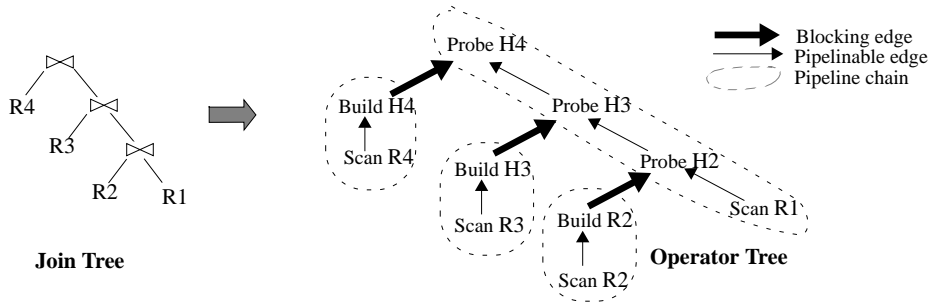 Probe H4
Blocking edge
Pipelinable edge
Pipeline chain
R4
Build H4
Probe H3
R3
Scan R4
Build H3
Probe H2
R2
R1
Scan R3
Build R2
Scan R1
Join Tree
Scan R2
Operator Tree